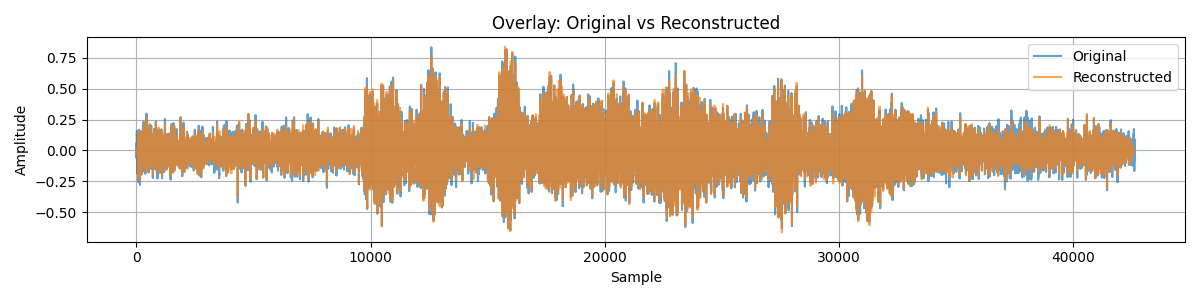 Overlay: Original vs Reconstructed
Original
Reconstructed
Amplitude
0.75
0.50
0.25
0.00
−0.25
−0.50
0
10000
20000
30000
40000
Sample